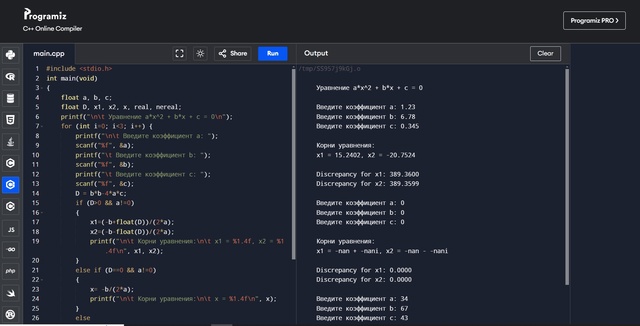 Programiz
C++ Online Compiler
Programiz PRO >
main.cpp
Share
Run
Output
Clear
1 #include <stdio.h>
2 int main(void)
3 {
4 float a, b, c;
5 float D, x1, x2, x, real, nereal;
6 printf("\n\t Уравнение a*x^2 + b*x + c = 0\n");
7 for (int i=0; i<3; i++) {
8 printf("\n\t Введите коэффициент a: ");
9 scanf("%f", &a);
10 printf("\t Введите коэффициент b: ");
11 scanf("%f", &b);
12 printf("\t Введите коэффициент c: ");
13 scanf("%f", &c);
14 D = b*b-4*a*c;
15 if (D>0 && a!=0)
16 {
17 x1=(-b+float(D))/(2*a);
18 x2=(-b-float(D))/(2*a);
19 printf("\n\t Корни уравнения:\n\t x1 = %1.4f, x2 = %1
.4f\n", x1, x2);
20 }
21 else if (D==0 && a!=0)
22 {
23 x= -b/(2*a);
24 printf("\n\t Корни уравнения:\n\t x = %1.4f\n", x);
25 }
26 else
Уравнение a*x^2 + b*x + c = 0
Введите коэффициент a: 1.23
Введите коэффициент b: 6.78
Введите коэффициент c: 0.345
Корни уравнения:
x1 = 15.2402, x2 = -20.7524
Discrepancy for x1: 389.3600
Discrepancy for x2: 389.3599
Введите коэффициент a: 0
Введите коэффициент b: 0
Введите коэффициент c: 0
Корни уравнения:
x1 = -nan + -nani, x2 = -nan - -nani
Discrepancy for x1: 0.0000
Discrepancy for x2: 0.0000
Введите коэффициент a: 34
Введите коэффициент b: 67
Введите коэффициент c: 43
JS
php